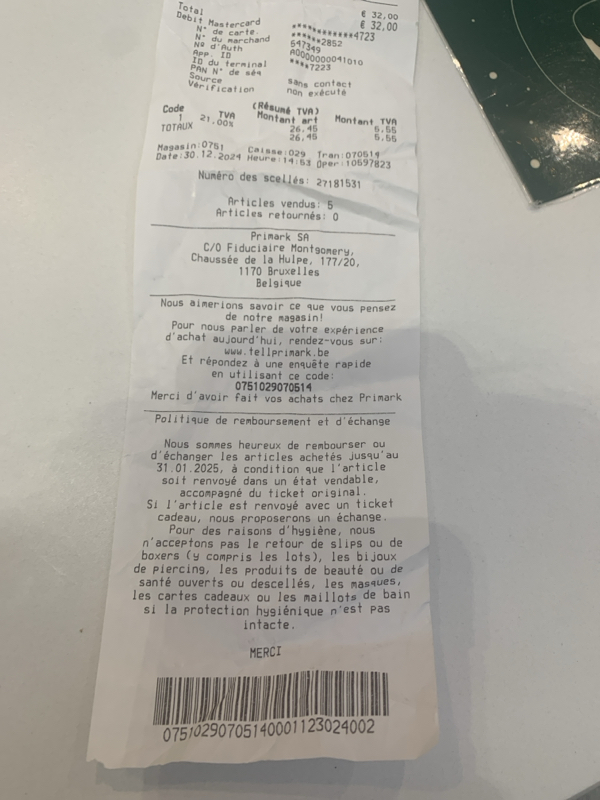 Total € 32,00
Debit Mastercard € 32,00
N° de carte. ************4723
N° du marchand ******2852
N° d'Auth 547349
App. ID A0000000041010
ID du terminal ****7223
PAN N° de séq
Source sans contact
Vérification non exécuté
(Résumé TVA)
Code TVA Montant art Montant TVA
1 21.00% 26.45 5.55
TOTAUX 26.45 5.55
Magasin:0751 Caisse:029 Tran:070514
Date:30.12.2024 Heure:14:53 Oper:10597823
Numéro des scellés: 27181531
Articles vendus: 5
Articles retournés: 0
Primark SA
C/O Fiduciaire Montgomery,
Chaussée de la Hulpe, 177/20,
1170 Bruxelles
Belgique
Nous aimerions savoir ce que vous pensez
de notre magasin!
Pour nous parler de votre expérience
d'achat aujourd'hui, rendez-vous sur:
www.tellprimark.be
Et répondez à une enquête rapide
en utilisant ce code:
0751029070514
Merci d'avoir fait vos achats chez Primark
Politique de remboursement et d'échange
Nous sommes heureux de rembourser ou
d'échanger les articles achetés jusqu'au
31.01.2025, à condition que l'article
soit renvoyé dans un état vendable,
accompagné du ticket original.
Si l'article est renvoyé avec un ticket
cadeau, nous proposerons un échange.
Pour des raisons d'hygiène, nous
n'acceptons pas le retour de slips ou de
boxers (y compris les lots), les bijoux
de piercing, les produits de beauté ou de
santé ouverts ou descellés, les masques,
les cartes cadeaux ou les maillots de bain
si la protection hygiénique n'est pas
intacte.
MERCI
07510290705140001123024002